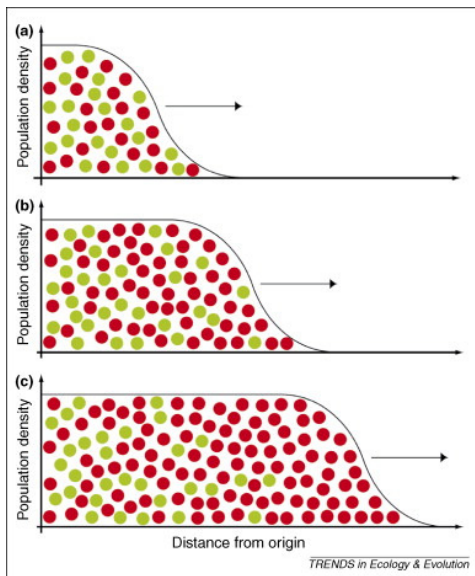 (a)
Population density
(b)
Population density
(c)
Population density
Distance from origin
TRENDS in Ecology & Evolution